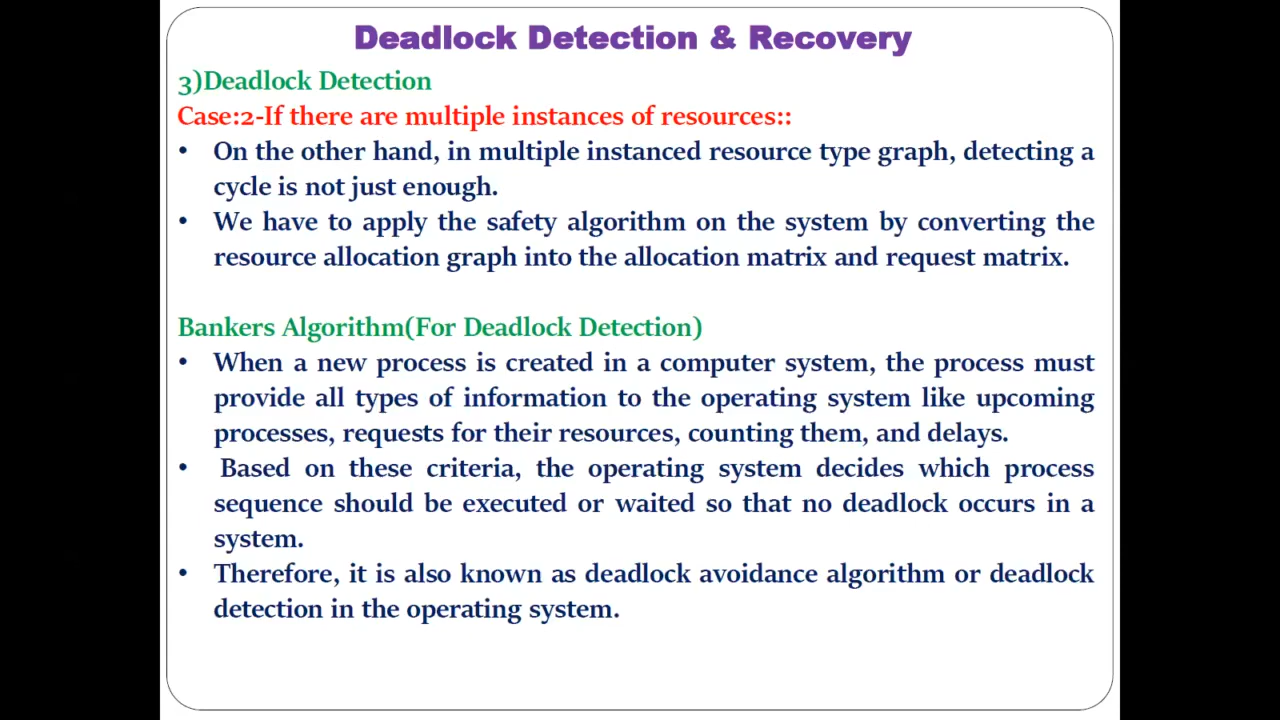 Deadlock Detection & Recovery
3)Deadlock Detection
Case:2-If there are multiple instances of resources::
• On the other hand, in multiple instanced resource type graph, detecting a
cycle is not just enough.
• We have to apply the safety algorithm on the system by converting the
resource allocation graph into the allocation matrix and request matrix.
Bankers Algorithm(For Deadlock Detection)
• When a new process is created in a computer system, the process must
provide all types of information to the operating system like upcoming
processes, requests for their resources, counting them, and delays.
• Based on these criteria, the operating system decides which process
sequence should be executed or waited so that no deadlock occurs in a
system.
• Therefore, it is also known as deadlock avoidance algorithm or deadlock
detection in the operating system.